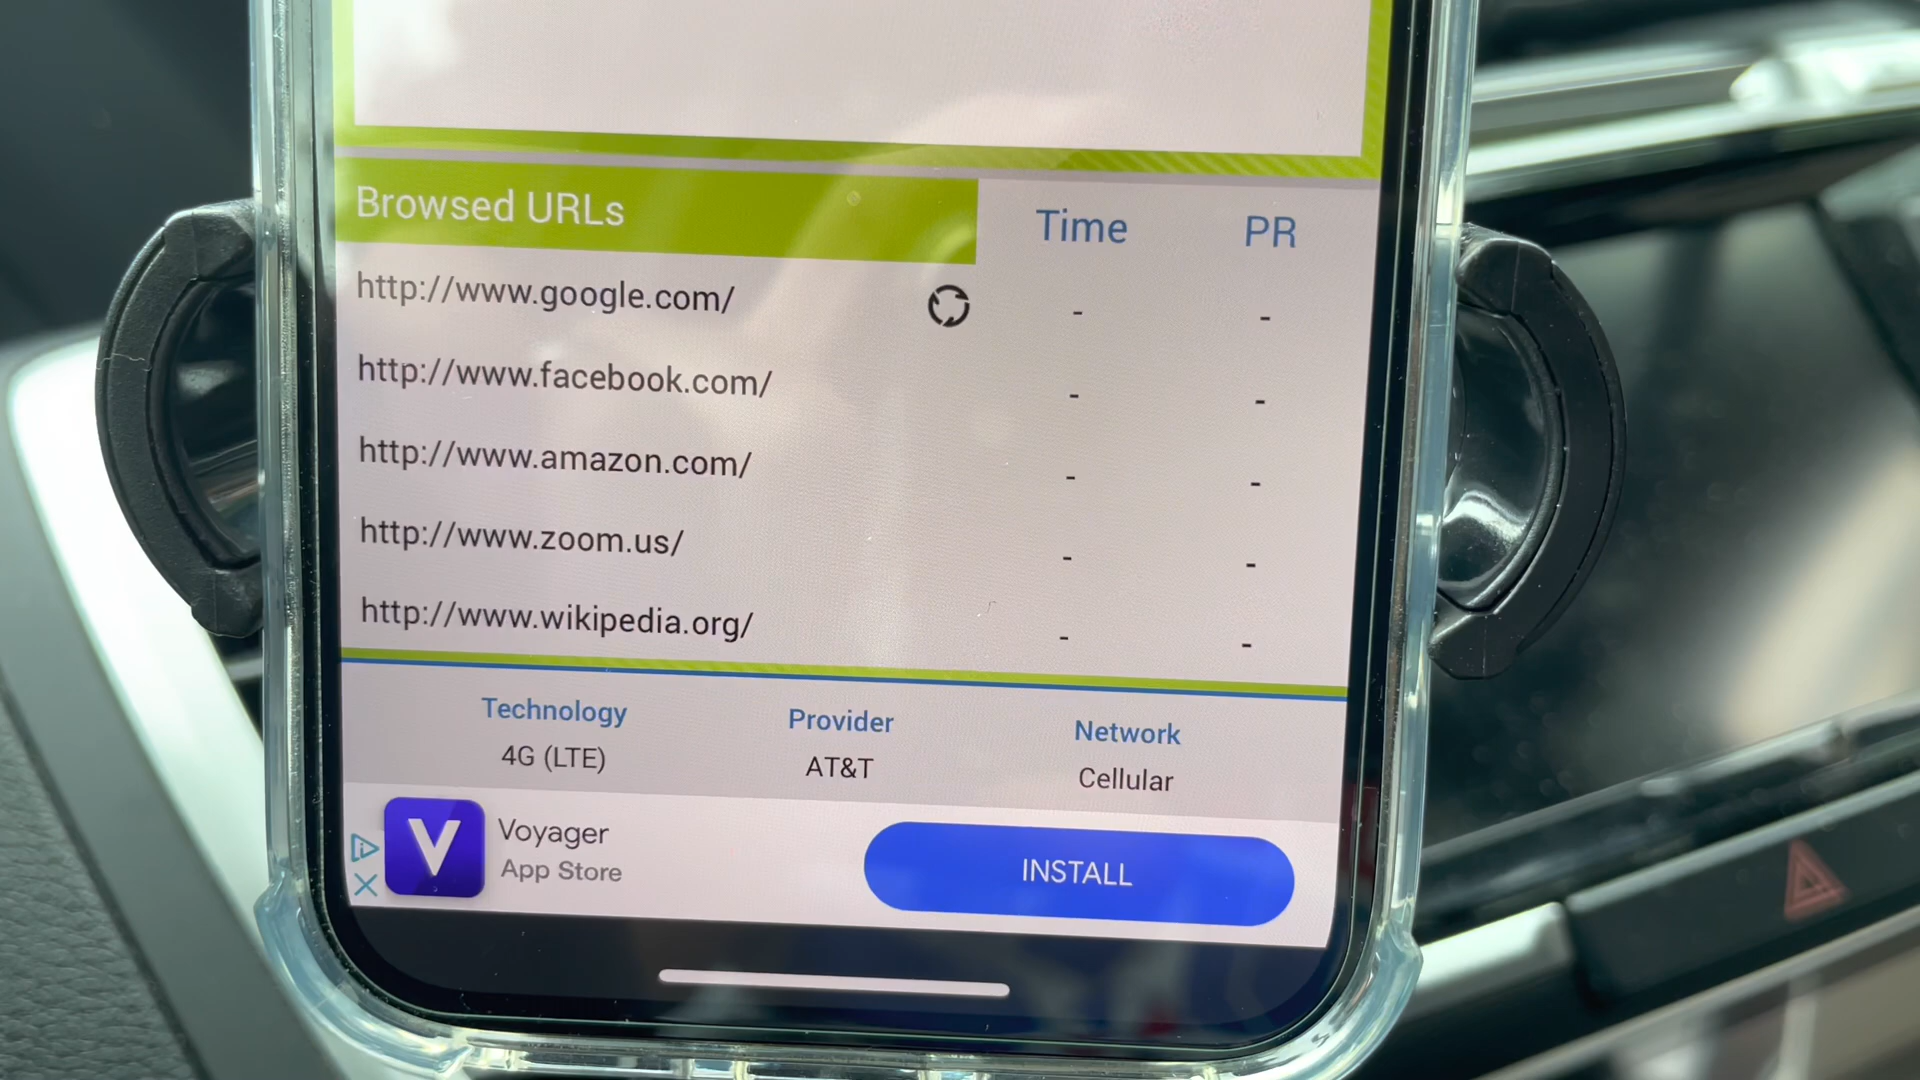 Browsed URLs Time PR
http://www.google.com/ - -
http://www.facebook.com/ - -
http://www.amazon.com/ - -
http://www.zoom.us/ - -
http://www.wikipedia.org/ - -
Technology Provider Network
4G (LTE) AT&T Cellular
V Voyager
App Store
INSTALL